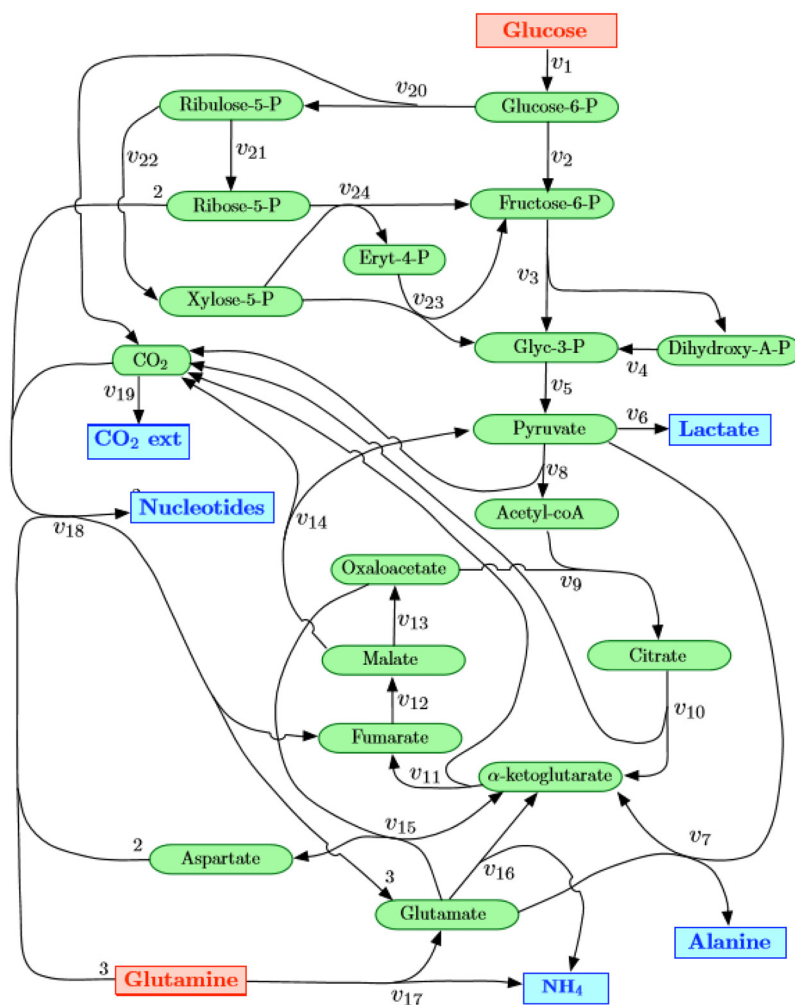 Glucose
v1
v20
Ribulose-5-P
Glucose-6-P
v22
v21
v2
2
v24
Ribose-5-P
Fructose-6-P
Eryt-4-P
v3
Xylose-5-P
v23
CO2
Glyc-3-P
Dihydroxy-A-P
v4
v19
v5
v6
CO2 ext
Pyruvate
Lactate
v8
Nucleotides
Acetyl-coA
v18
v14
Oxaloacetate
v9
v13
Malate
Citrate
v12
v10
Fumarate
v11
α-ketoglutarate
v15
v7
2
Aspartate
v16
3
Glutamate
Alanine
3
Glutamine
NH4
v17